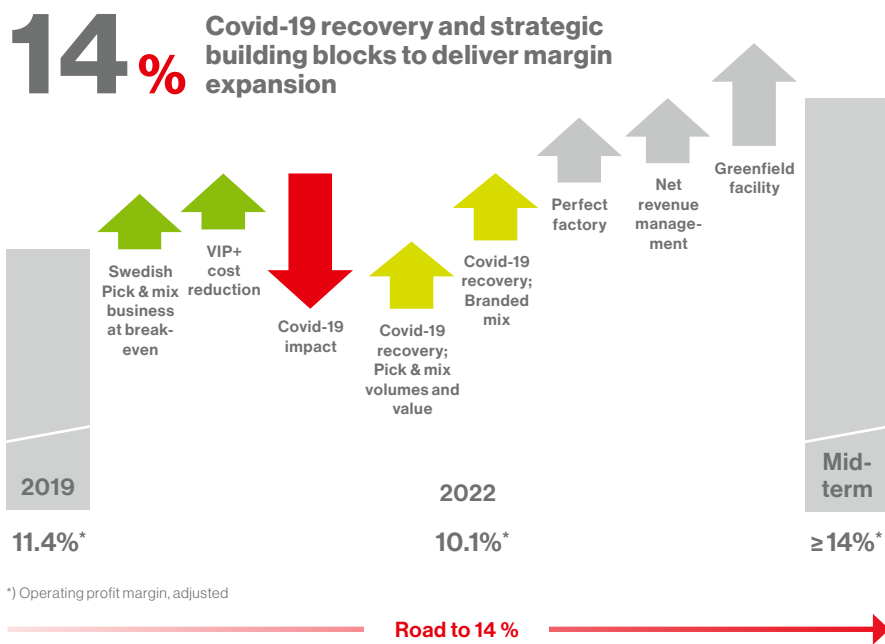 14 %
Covid-19 recovery and strategic
building blocks to deliver margin
expansion
Swedish
Pick & mix
business
at break-
even
VIP+
cost
reduction
Covid-19
impact
Covid-19
recovery;
Pick & mix
volumes and
value
Covid-19
recovery;
Branded
mix
Perfect
factory
Net
revenue
manage-
ment
Greenfield
facility
2019
2022
Mid-
term
11.4%*
10.1%*
≥ 14%*
*) Operating profit margin, adjusted
Road to 14 %